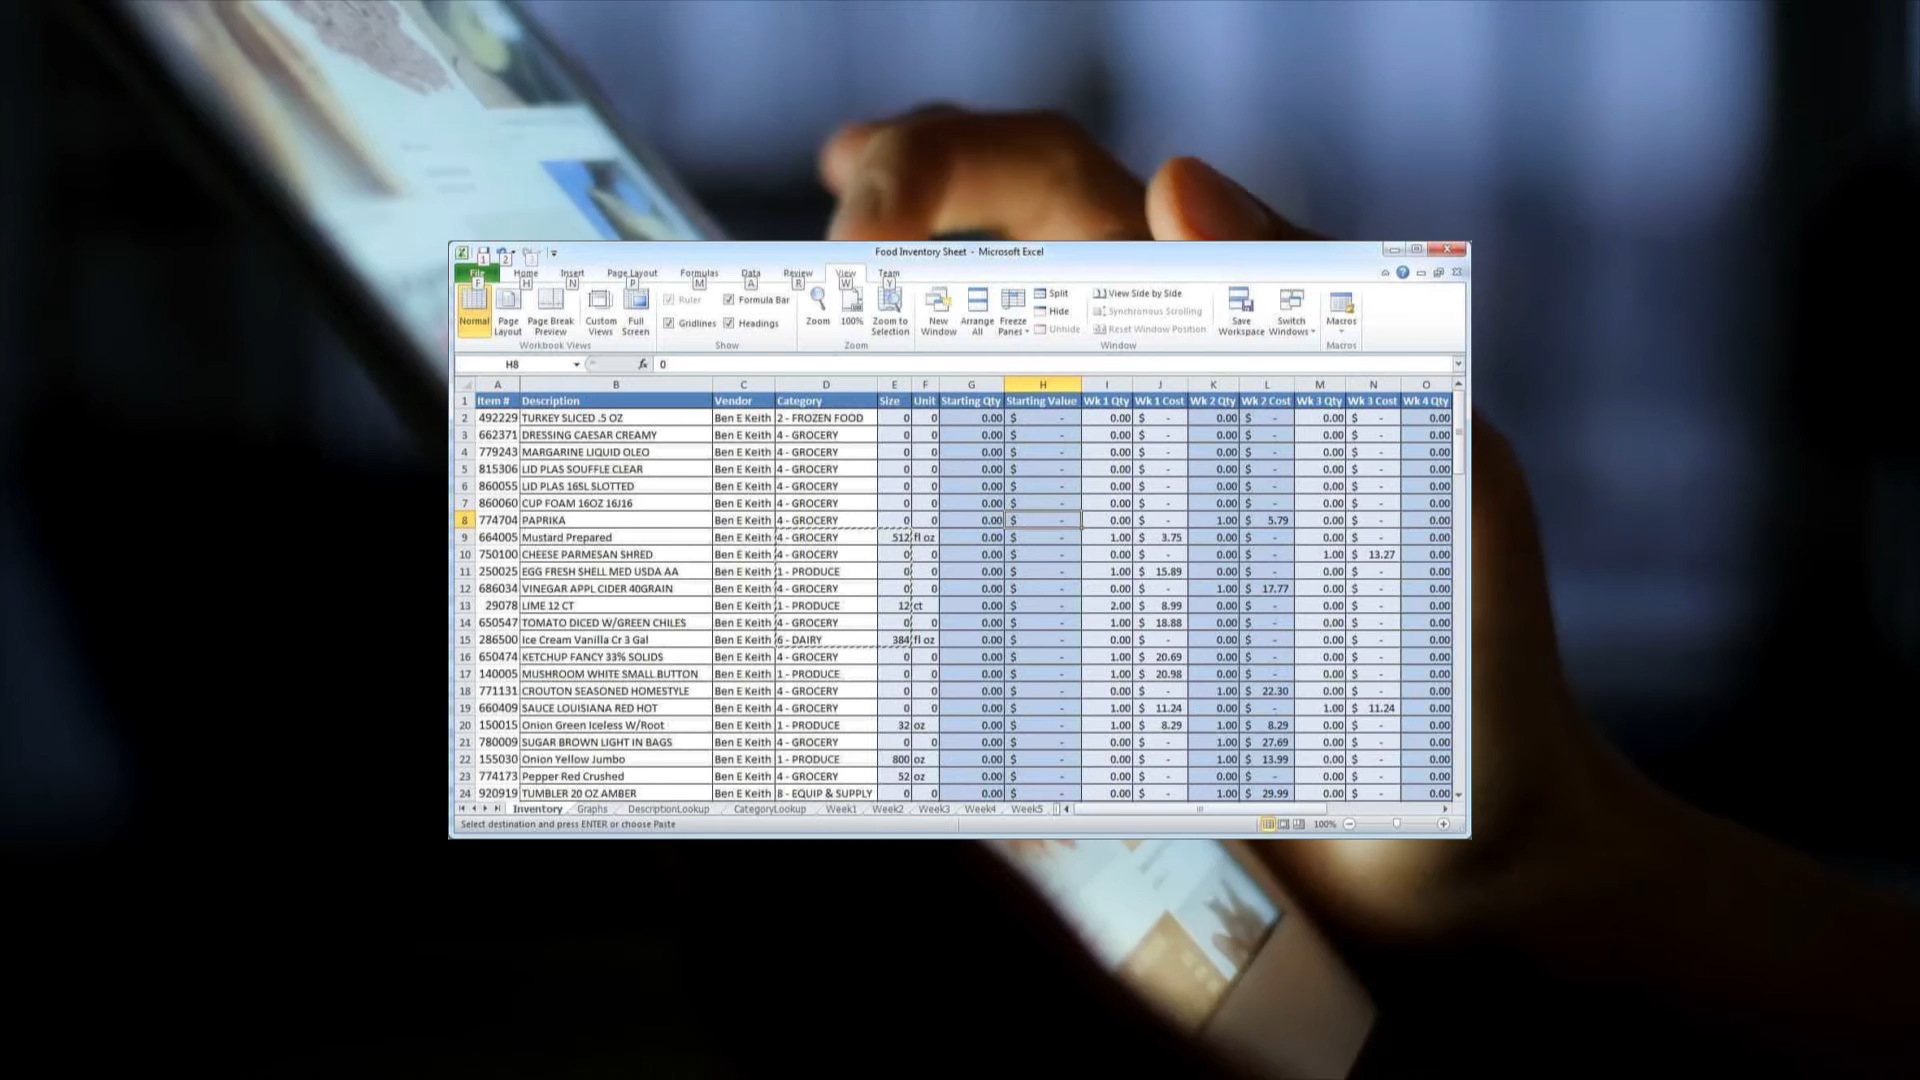 Food Inventory Sheet - Microsoft Excel
File Home Insert Page Layout Formulas Data Review View Team
F H N P M A R W Y
Normal Page Layout Page Break Preview Custom Views Full Screen
Ruler Formula Bar
Gridlines Headings
Zoom 100% Zoom to Selection
New Window Arrange All Freeze Panes Split Hide Unhide
View Side by Side
Synchronous Scrolling
Reset Window Position
Save Workspace Switch Windows Macros
Workbook Views Show Zoom Window Macros
H8 fx 0
A B C D E F G H I J K L M N O
1 Item # Description Vendor Category Size Unit Starting Qty Starting Value Wk 1 Qty Wk 1 Cost Wk 2 Qty Wk 2 Cost Wk 3 Qty Wk 3 Cost Wk 4 Qty
2 492229 TURKEY SLICED .5 OZ Ben E Keith 2 - FROZEN FOOD 0 0 0.00 $ - 0.00 $ - 0.00 $ - 0.00 $ - 0.00
3 662371 DRESSING CAESAR CREAMY Ben E Keith 4 - GROCERY 0 0 0.00 $ - 0.00 $ - 0.00 $ - 0.00 $ - 0.00
4 779243 MARGARINE LIQUID OLEO Ben E Keith 4 - GROCERY 0 0 0.00 $ - 0.00 $ - 0.00 $ - 0.00 $ - 0.00
5 815306 LID PLAS SOUFFLE CLEAR Ben E Keith 4 - GROCERY 0 0 0.00 $ - 0.00 $ - 0.00 $ - 0.00 $ - 0.00
6 860055 LID PLAS 16SL SLOTTED Ben E Keith 4 - GROCERY 0 0 0.00 $ - 0.00 $ - 0.00 $ - 0.00 $ - 0.00
7 860060 CUP FOAM 16OZ 16J16 Ben E Keith 4 - GROCERY 0 0 0.00 $ - 0.00 $ - 0.00 $ - 0.00 $ - 0.00
8 774704 PAPRIKA Ben E Keith 4 - GROCERY 0 0 0.00 $ - 0.00 $ - 1.00 $ 5.79 0.00 $ - 0.00
9 664005 Mustard Prepared Ben E Keith 4 - GROCERY 512 fl oz 0.00 $ - 1.00 $ 3.75 0.00 $ - 0.00 $ - 0.00
10 750100 CHEESE PARMESAN SHRED Ben E Keith 4 - GROCERY 0 0 0.00 $ - 0.00 $ - 0.00 $ - 1.00 $ 13.27 0.00
11 250025 EGG FRESH SHELL MED USDA AA Ben E Keith 1 - PRODUCE 0 0 0.00 $ - 1.00 $ 15.89 0.00 $ - 0.00 $ - 0.00
12 686034 VINEGAR APPL CIDER 40GRAIN Ben E Keith 4 - GROCERY 0 0 0.00 $ - 0.00 $ - 1.00 $ 17.77 0.00 $ - 0.00
13 29078 LIME 12 CT Ben E Keith 1 - PRODUCE 12 ct 0.00 $ - 2.00 $ 8.99 0.00 $ - 0.00 $ - 0.00
14 650547 TOMATO DICED W/GREEN CHILES Ben E Keith 4 - GROCERY 0 0 0.00 $ - 1.00 $ 18.88 0.00 $ - 0.00 $ - 0.00
15 286500 Ice Cream Vanilla Cr 3 Gal Ben E Keith 6 - DAIRY 384 fl oz 0.00 $ - 0.00 $ - 0.00 $ - 0.00 $ - 0.00
16 650474 KETCHUP FANCY 33% SOLIDS Ben E Keith 4 - GROCERY 0 0 0.00 $ - 1.00 $ 20.69 0.00 $ - 0.00 $ - 0.00
17 140005 MUSHROOM WHITE SMALL BUTTON Ben E Keith 1 - PRODUCE 0 0 0.00 $ - 1.00 $ 20.98 0.00 $ - 0.00 $ - 0.00
18 771131 CROUTON SEASONED HOMESTYLE Ben E Keith 4 - GROCERY 0 0 0.00 $ - 0.00 $ - 1.00 $ 22.30 0.00 $ - 0.00
19 660409 SAUCE LOUISIANA RED HOT Ben E Keith 4 - GROCERY 0 0 0.00 $ - 1.00 $ 11.24 0.00 $ - 1.00 $ 11.24 0.00
20 150015 Onion Green Iceless W/Root Ben E Keith 1 - PRODUCE 32 oz 0.00 $ - 1.00 $ 8.29 1.00 $ 8.29 0.00 $ - 0.00
21 780009 SUGAR BROWN LIGHT IN BAGS Ben E Keith 4 - GROCERY 0 0 0.00 $ - 0.00 $ - 1.00 $ 27.69 0.00 $ - 0.00
22 155030 Onion Yellow Jumbo Ben E Keith 1 - PRODUCE 800 oz 0.00 $ - 0.00 $ - 1.00 $ 13.99 0.00 $ - 0.00
23 774173 Pepper Red Crushed Ben E Keith 4 - GROCERY 52 oz 0.00 $ - 0.00 $ - 0.00 $ - 0.00 $ - 0.00
24 920919 TUMBLER 20 OZ AMBER Ben E Keith 8 - EQUIP & SUPPLY 0 0 0.00 $ - 0.00 $ - 1.00 $ 29.99 0.00 $ - 0.00
Inventory Graphs DescriptionLookup CategoryLookup Week1 Week2 Week3 Week4 Week5
Select destination and press ENTER or choose Paste 100%